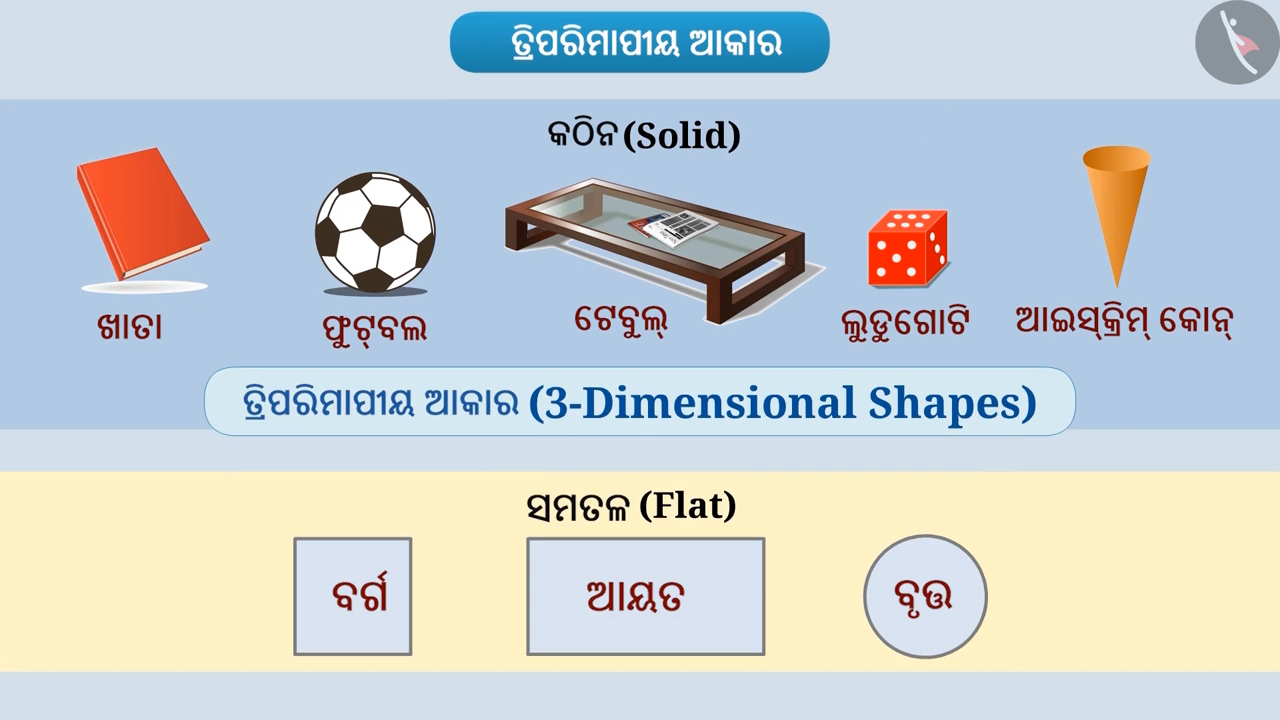 ତ୍ରିପରିମାପୀୟ ଆକାର
କଠିନ (Solid)
ଖାତା
ଫୁଟ୍‌ବଲ
ଟେବୁଲ୍
ଲୁଡୁଗୋଟି
ଆଇସ୍‌କ୍ରିମ୍ କୋନ୍
ତ୍ରିପରିମାପୀୟ ଆକାର (3-Dimensional Shapes)
ସମତଳ (Flat)
ବର୍ଗ
ଆୟତ
ବୃତ୍ତ